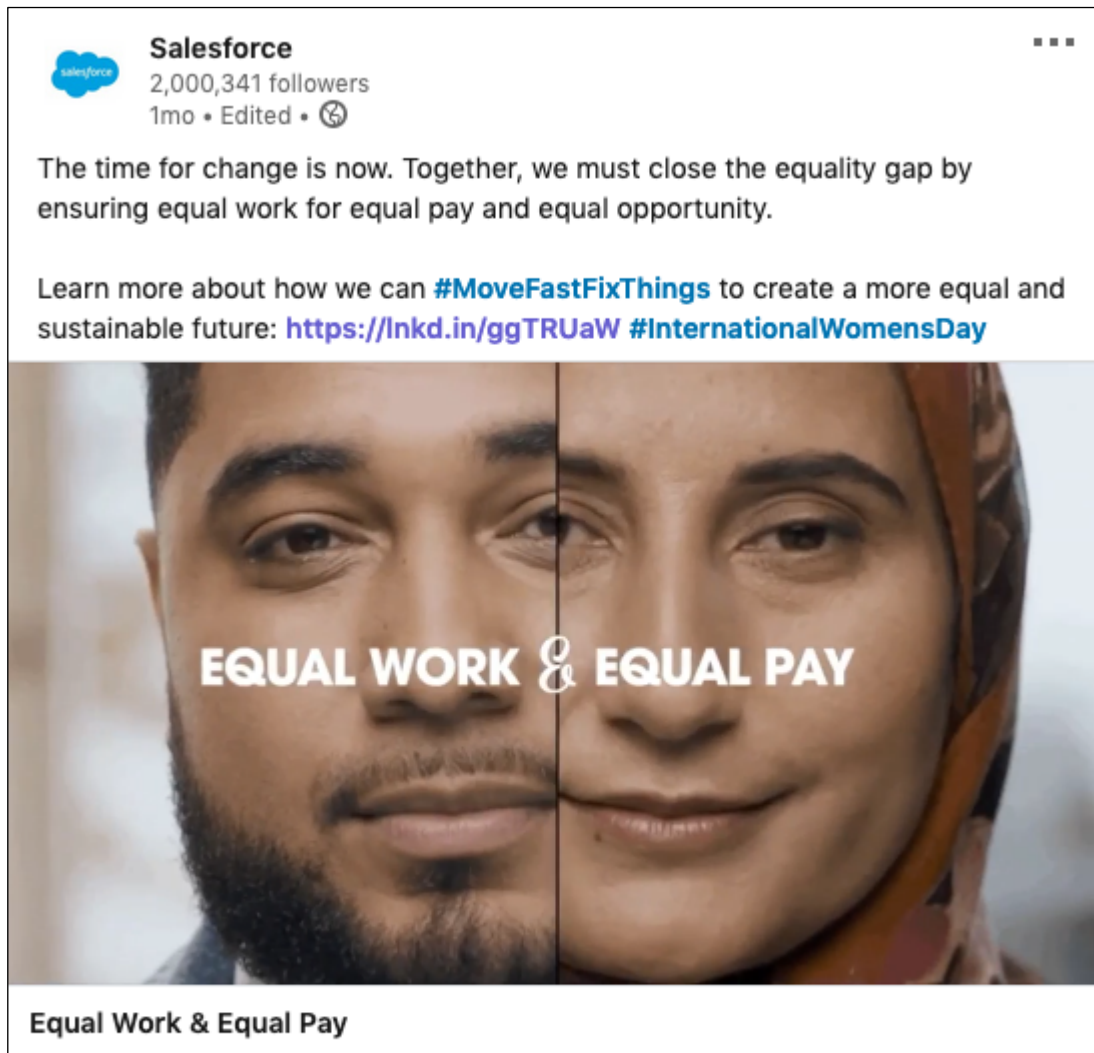 salesforce
Salesforce
2,000,341 followers
1mo • Edited •
The time for change is now. Together, we must close the equality gap by
ensuring equal work for equal pay and equal opportunity.
Learn more about how we can #MoveFastFixThings to create a more equal and
sustainable future: https://lnkd.in/ggTRUaW #InternationalWomensDay
EQUAL WORK & EQUAL PAY
Equal Work & Equal Pay